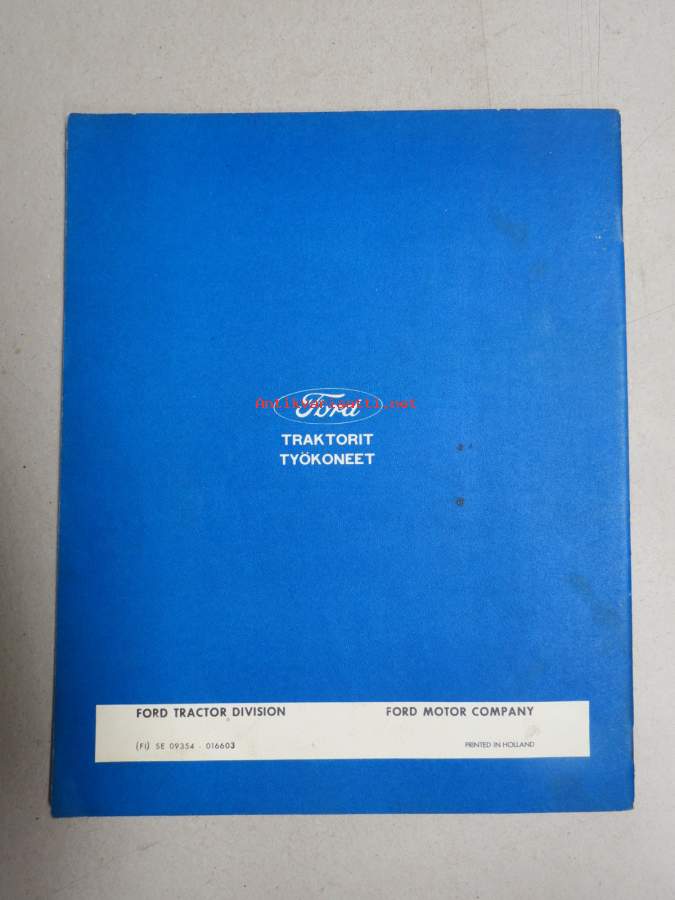 Ford
Antikvariaatti.net
TRAKTORIT
TYÖKONEET
FORD TRACTOR DIVISION
FORD MOTOR COMPANY
(FI) SE 09354 - 016603
PRINTED IN HOLLAND